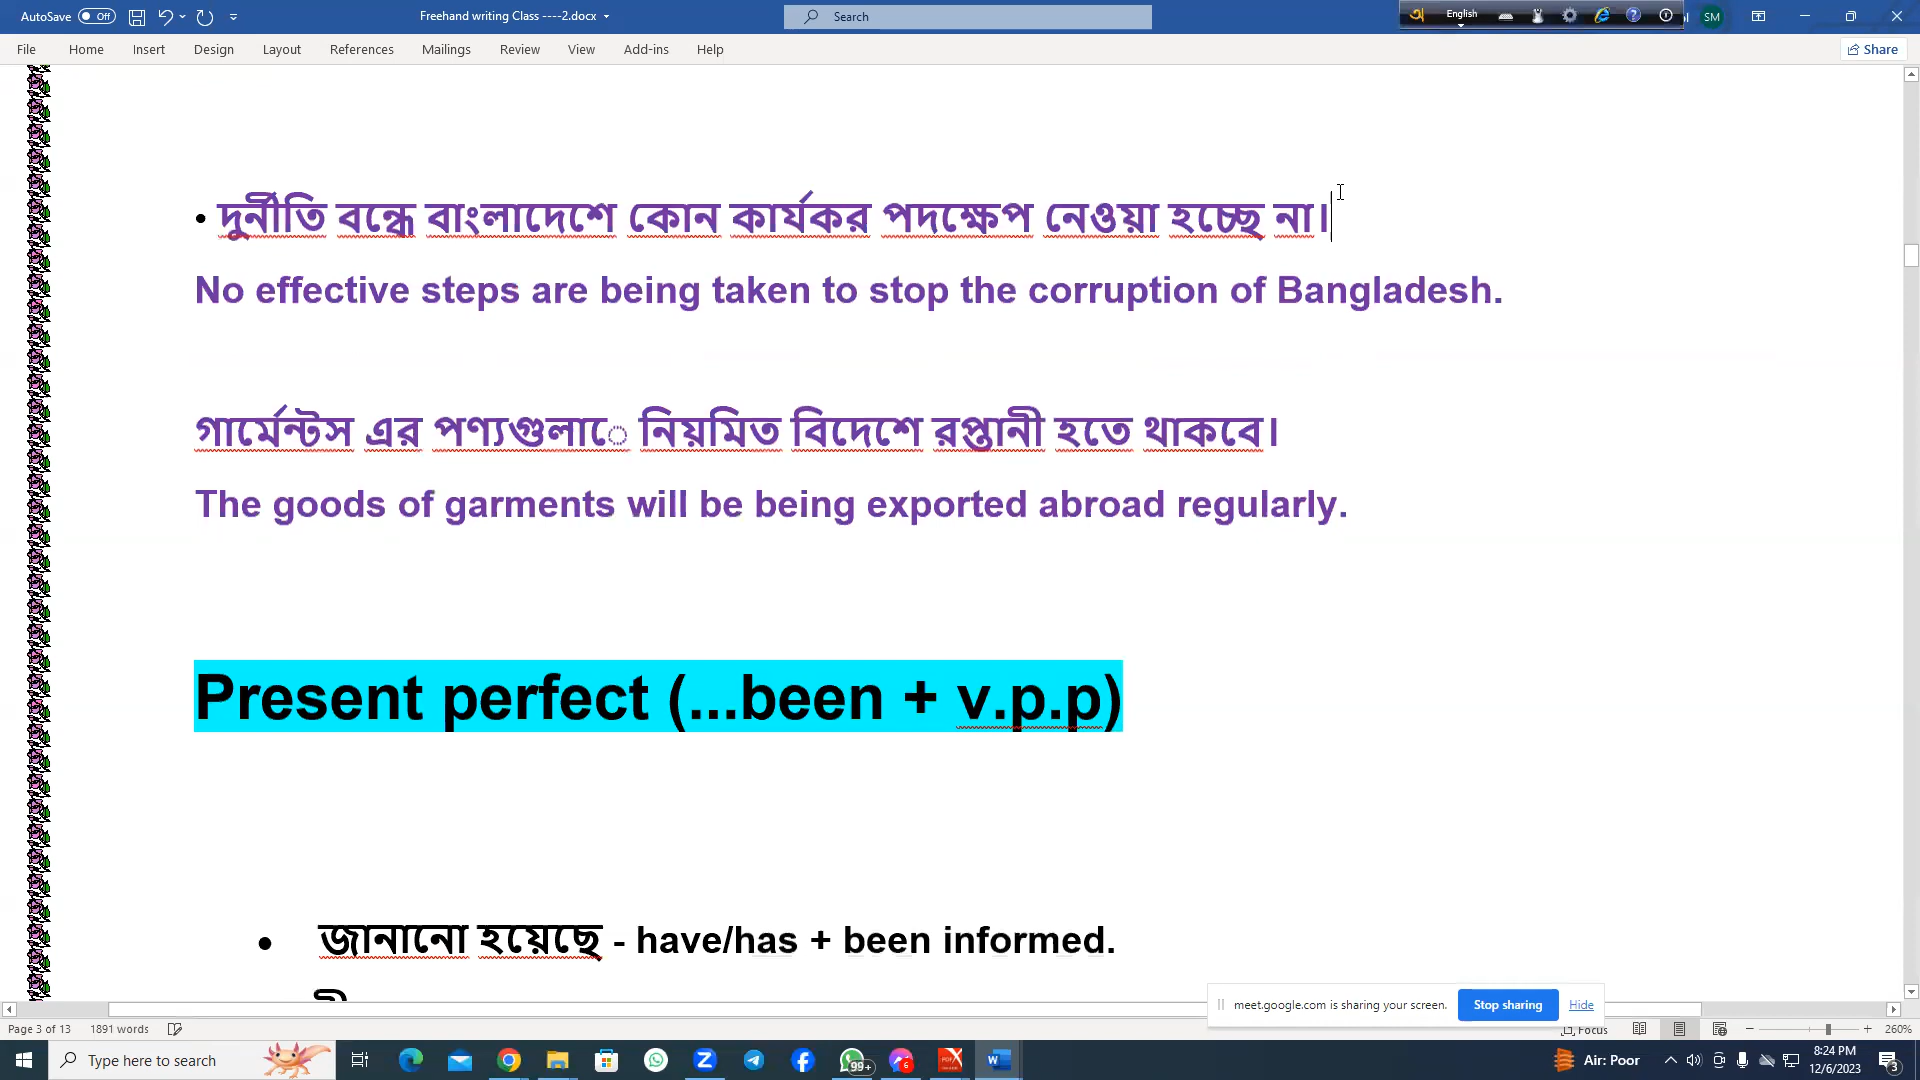 AutoSave Off
Freehand writing Class ----2.docx
Search
English
SM
File Home Insert Design Layout References Mailings Review View Add-ins Help
Share
• দুর্নীতি বন্ধে বাংলাদেশে কোন কার্যকর পদক্ষেপ নেওয়া হচ্ছে না।
No effective steps are being taken to stop the corruption of Bangladesh.
গার্মেন্টস এর পণ্যগুলাে নিয়মিত বিদেশে রপ্তানী হতে থাকবে।
The goods of garments will be being exported abroad regularly.
Present perfect (...been + v.p.p)
• জানানো হয়েছে - have/has + been informed.
meet.google.com is sharing your screen. Stop sharing Hide
Page 3 of 13 1891 words
Focus
260%
Type here to search
99+
6
Air: Poor
8:24 PM
12/6/2023
3